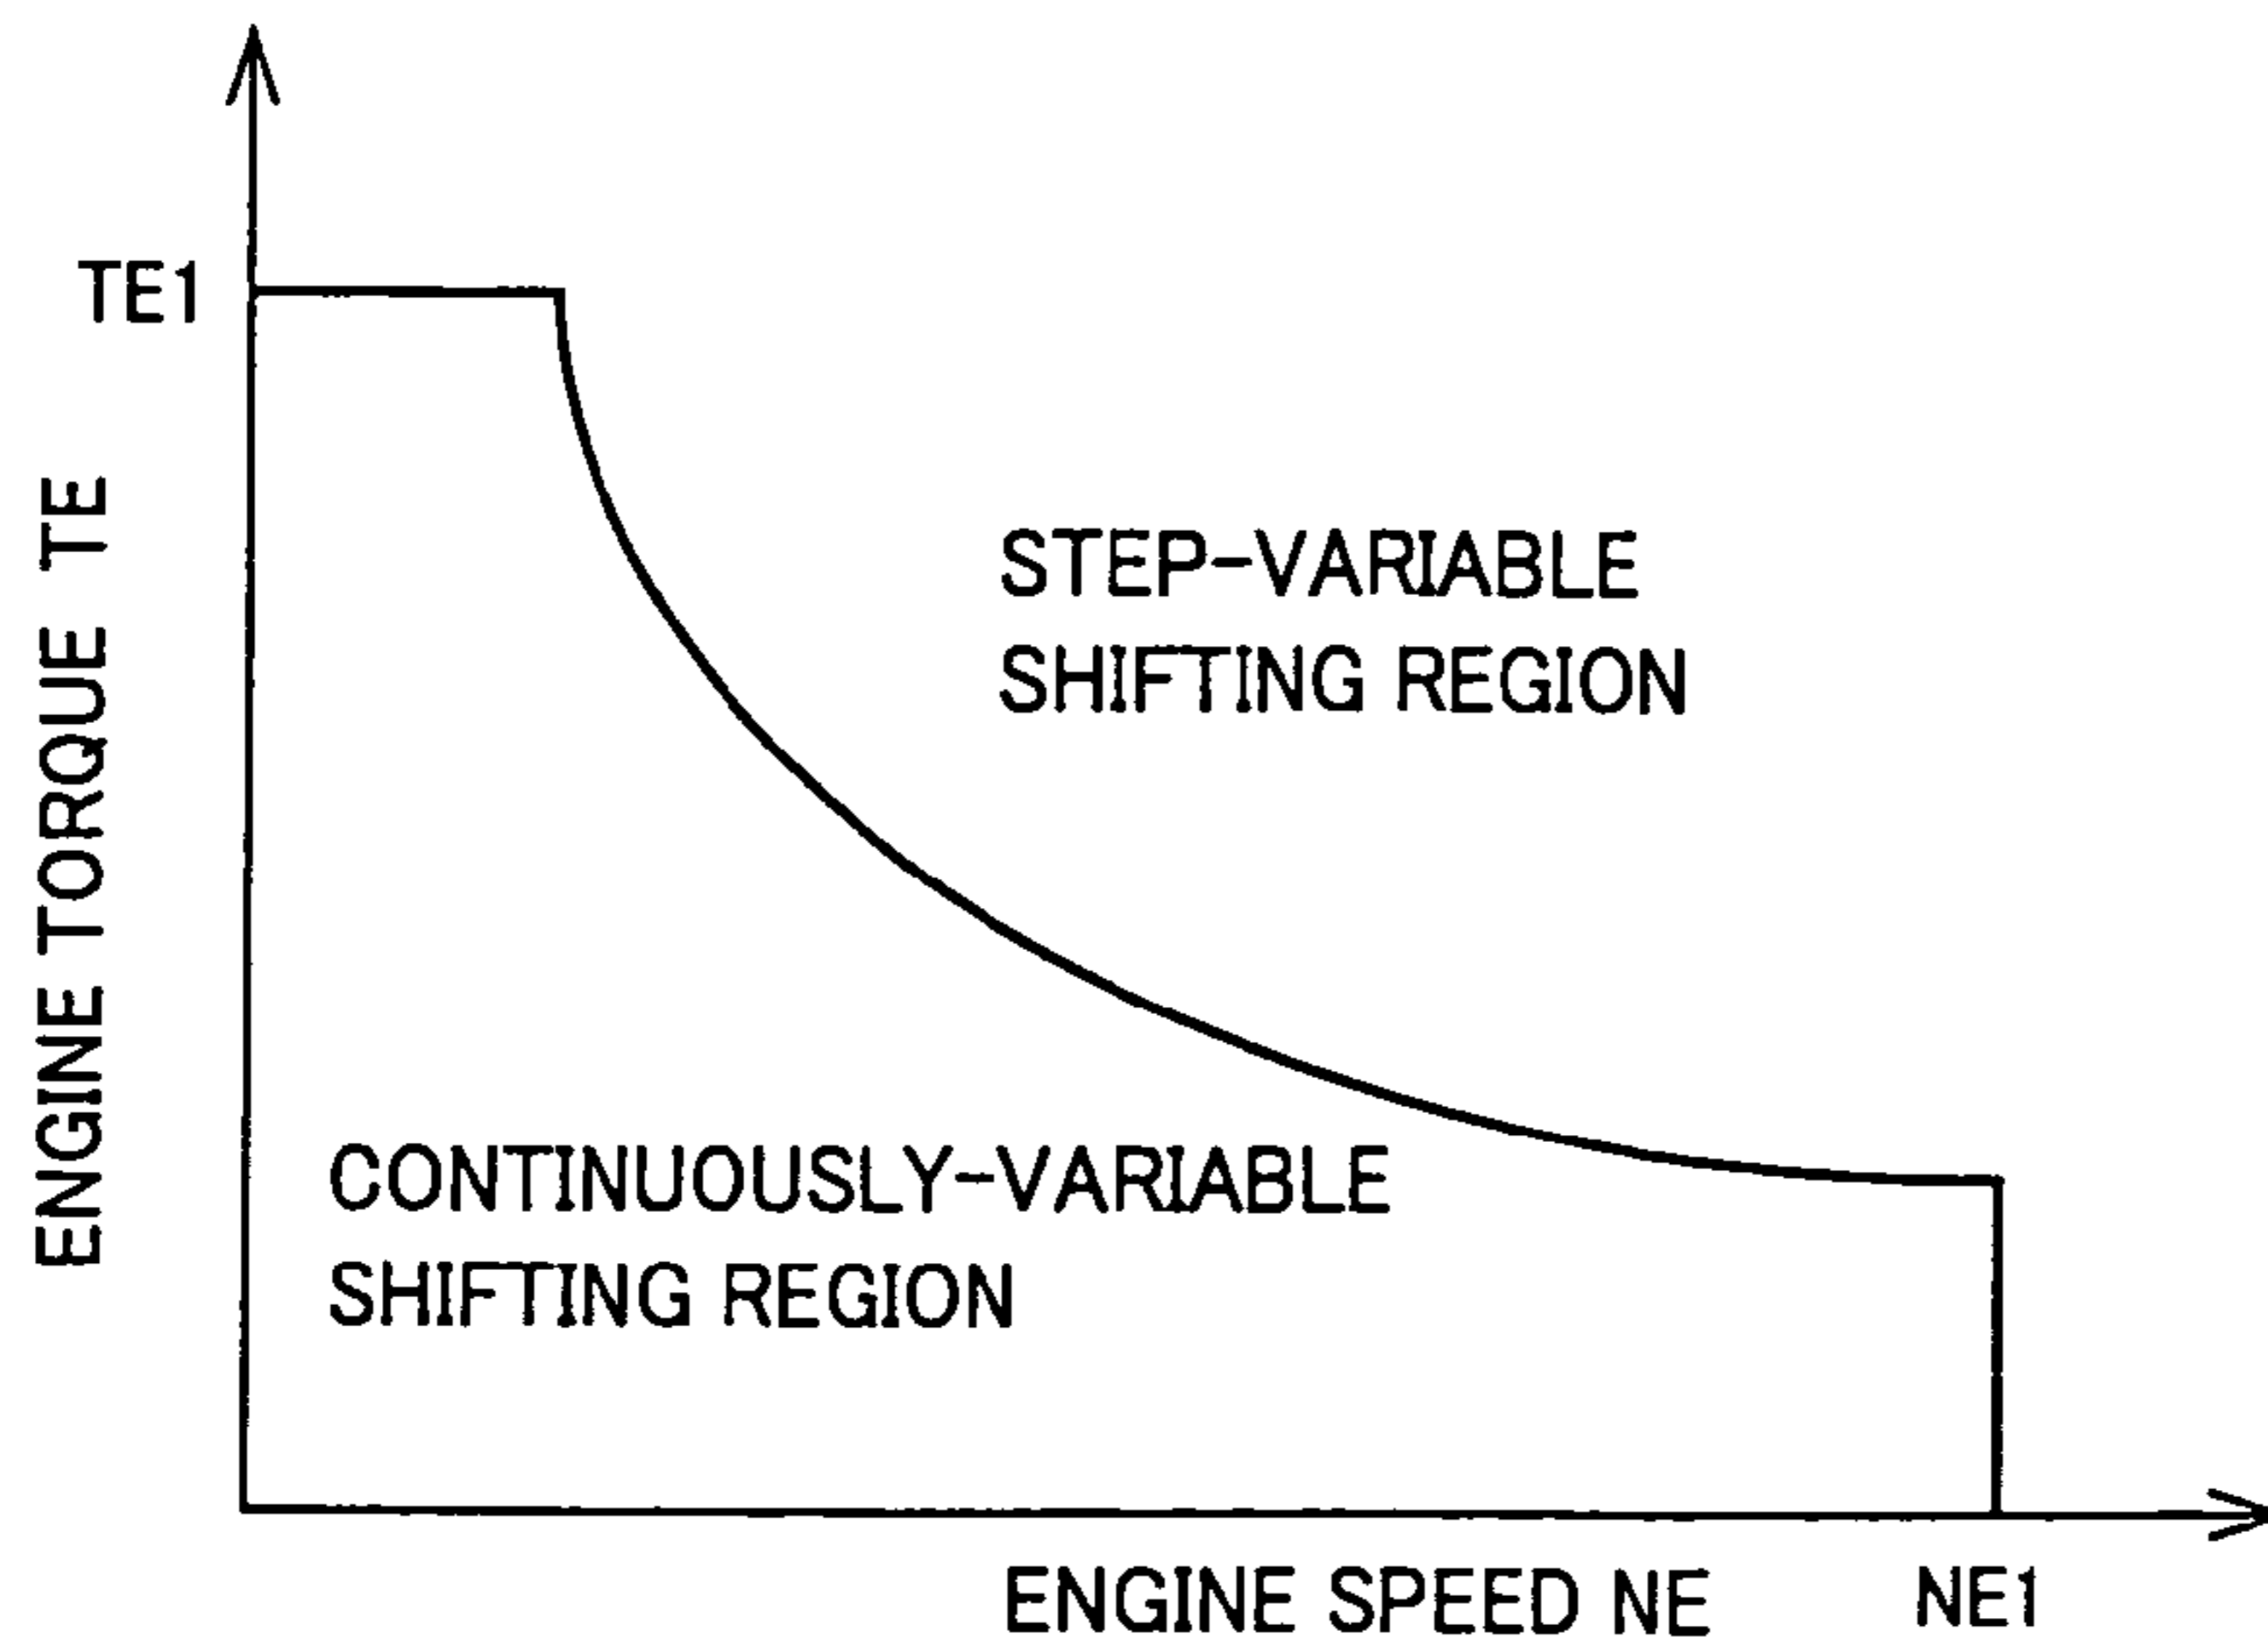 TE1
ENGINE TORQUE TE
STEP-VARIABLE
SHIFTING REGION
CONTINUOUSLY-VARIABLE
SHIFTING REGION
ENGINE SPEED NE
NE1